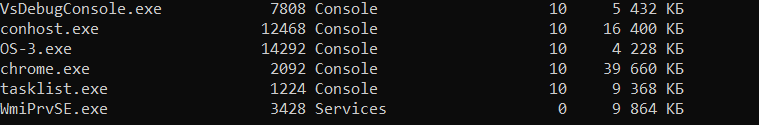 VsDebugConsole.exe 7808 Console 10 5 432 КБ
conhost.exe 12468 Console 10 16 400 КБ
OS-3.exe 14292 Console 10 4 228 КБ
chrome.exe 2092 Console 10 39 660 КБ
tasklist.exe 1224 Console 10 9 368 КБ
WmiPrvSE.exe 3428 Services 0 9 864 КБ